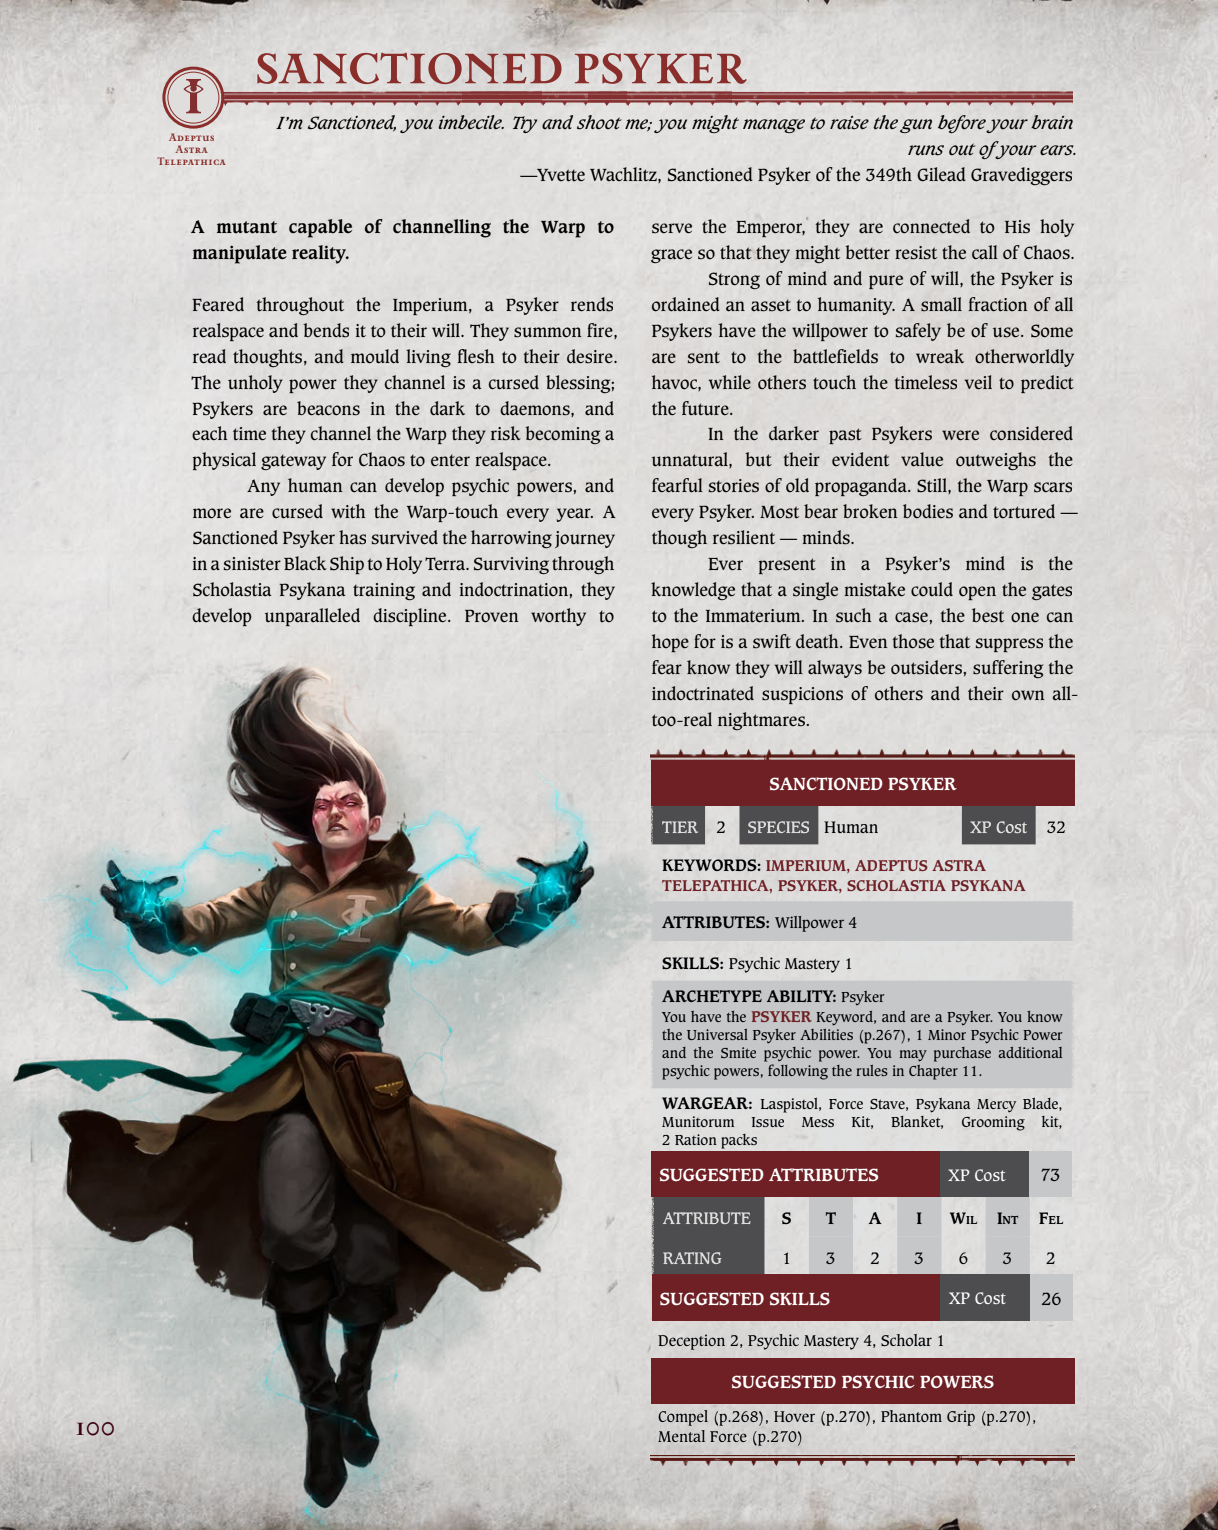 SANCTIONED PSYKER
ADEPTUS
ASTRA
TELEPATHICA
I'm Sanctioned, you imbecile. Try and shoot me; you might manage to raise the gun before your brain
runs out of your ears.
—Yvette Wachlitz, Sanctioned Psyker of the 349th Gilead Gravediggers
A mutant capable of channelling the Warp to
manipulate reality.
Feared throughout the Imperium, a Psyker rends
realspace and bends it to their will. They summon fire,
read thoughts, and mould living flesh to their desire.
The unholy power they channel is a cursed blessing;
Psykers are beacons in the dark to daemons, and
each time they channel the Warp they risk becoming a
physical gateway for Chaos to enter realspace.
Any human can develop psychic powers, and
more are cursed with the Warp-touch every year. A
Sanctioned Psyker has survived the harrowing journey
in a sinister Black Ship to Holy Terra. Surviving through
Scholastia Psykana training and indoctrination, they
develop unparalleled discipline. Proven worthy to
serve the Emperor, they are connected to His holy
grace so that they might better resist the call of Chaos.
Strong of mind and pure of will, the Psyker is
ordained an asset to humanity. A small fraction of all
Psykers have the willpower to safely be of use. Some
are sent to the battlefields to wreak otherworldly
havoc, while others touch the timeless veil to predict
the future.
In the darker past Psykers were considered
unnatural, but their evident value outweighs the
fearful stories of old propaganda. Still, the Warp scars
every Psyker. Most bear broken bodies and tortured —
though resilient — minds.
Ever present in a Psyker's mind is the
knowledge that a single mistake could open the gates
to the Immaterium. In such a case, the best one can
hope for is a swift death. Even those that suppress the
fear know they will always be outsiders, suffering the
indoctrinated suspicions of others and their own all-
too-real nightmares.
SANCTIONED PSYKER
TIER 2 SPECIES Human XP Cost 32
KEYWORDS: IMPERIUM, ADEPTUS ASTRA
TELEPATHICA, PSYKER, SCHOLASTIA PSYKANA
ATTRIBUTES: Willpower 4
SKILLS: Psychic Mastery 1
ARCHETYPE ABILITY: Psyker
You have the PSYKER Keyword, and are a Psyker. You know
the Universal Psyker Abilities (p.267), 1 Minor Psychic Power
and the Smite psychic power. You may purchase additional
psychic powers, following the rules in Chapter 11.
WARGEAR: Laspistol, Force Stave, Psykana Mercy Blade,
Munitorum Issue Mess Kit, Blanket, Grooming kit,
2 Ration packs
SUGGESTED ATTRIBUTES XP Cost 73
ATTRIBUTE S T A I WIL INT FEL
RATING 1 3 2 3 6 3 2
SUGGESTED SKILLS XP Cost 26
Deception 2, Psychic Mastery 4, Scholar 1
SUGGESTED PSYCHIC POWERS
Compel (p.268), Hover (p.270), Phantom Grip (p.270),
Mental Force (p.270)
100